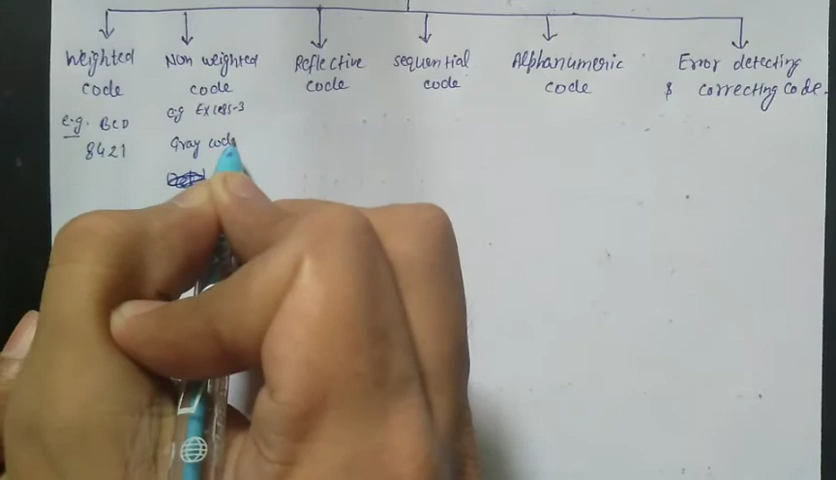 Weighted
code
e.g. BCD
8421
Non weighted
code
e.g Excess-3
Gray code
Reflective
code
sequential
code
Alphanumeric
code
Error detecting
& correcting code.